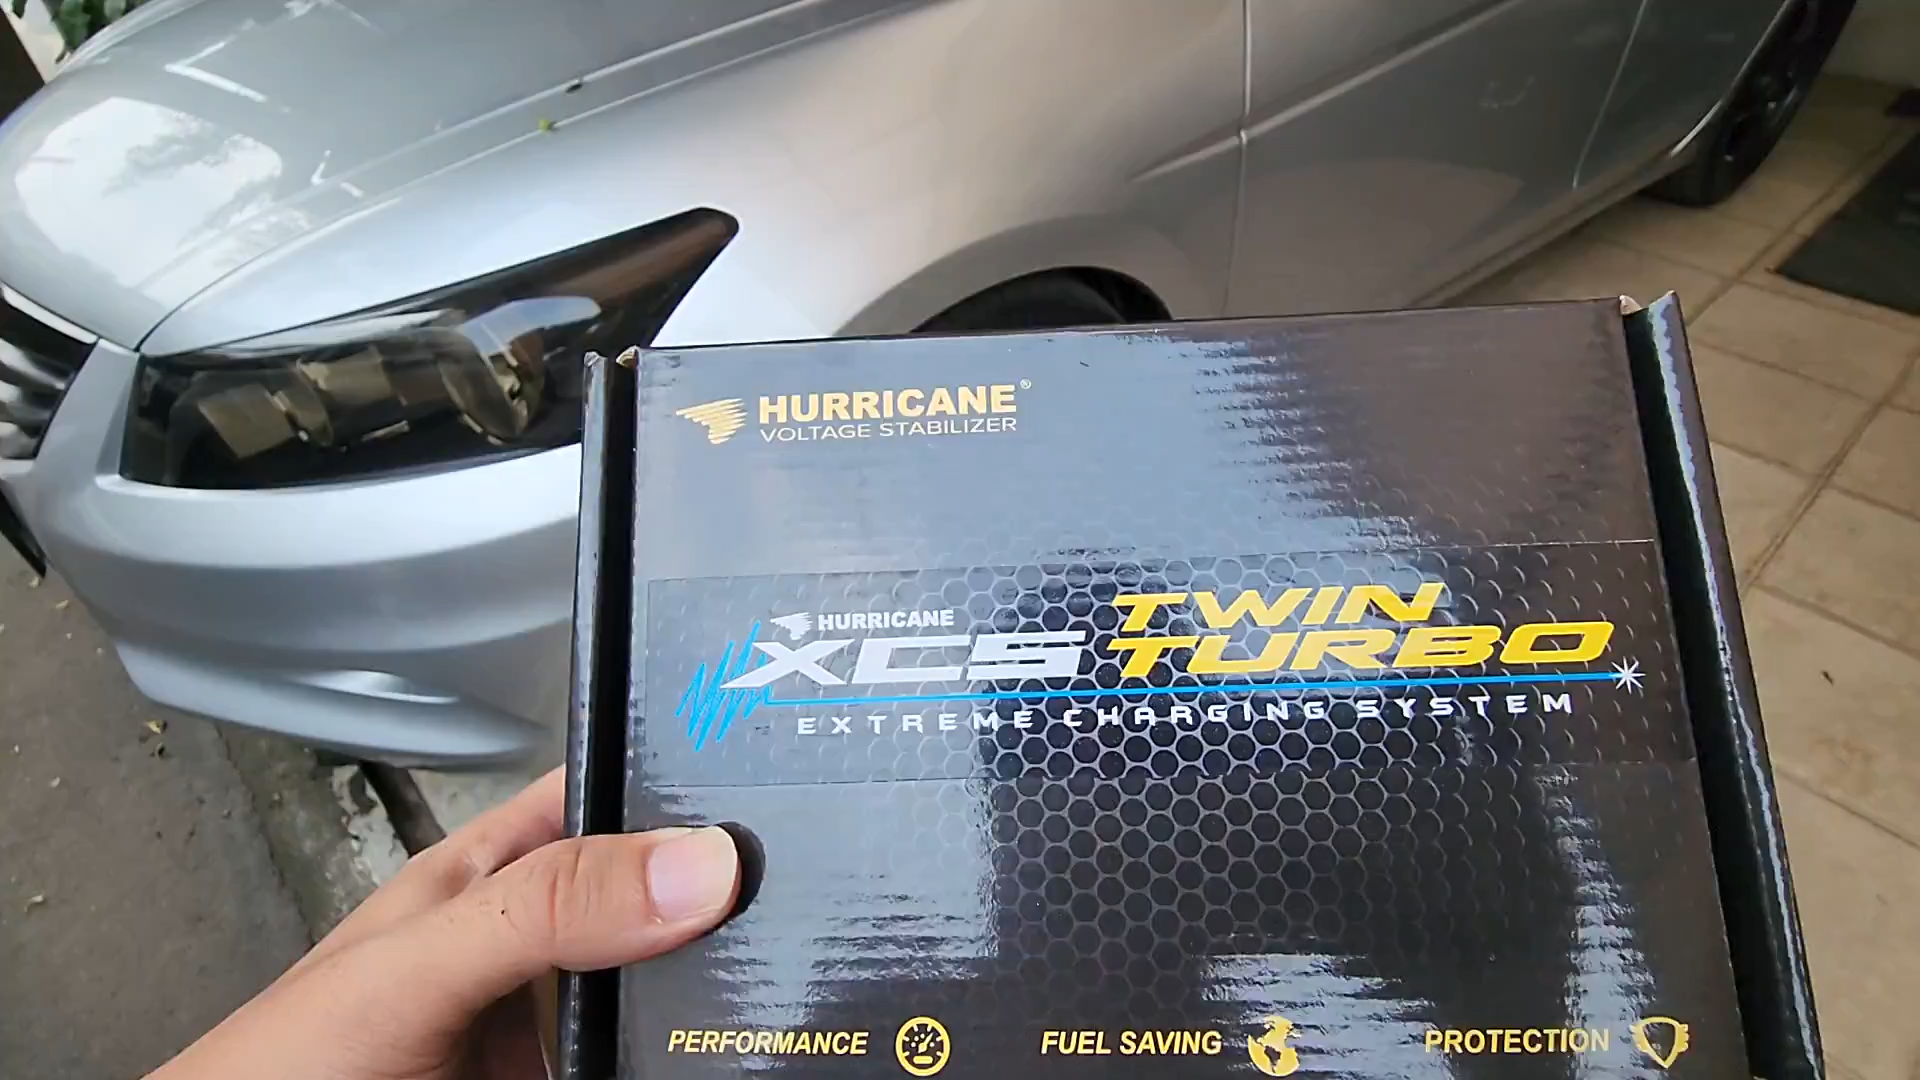 HURRICANE®
VOLTAGE STABILIZER
HURRICANE
XCS TWIN TURBO
EXTREME CHARGING SYSTEM
PERFORMANCE FUEL SAVING PROTECTION